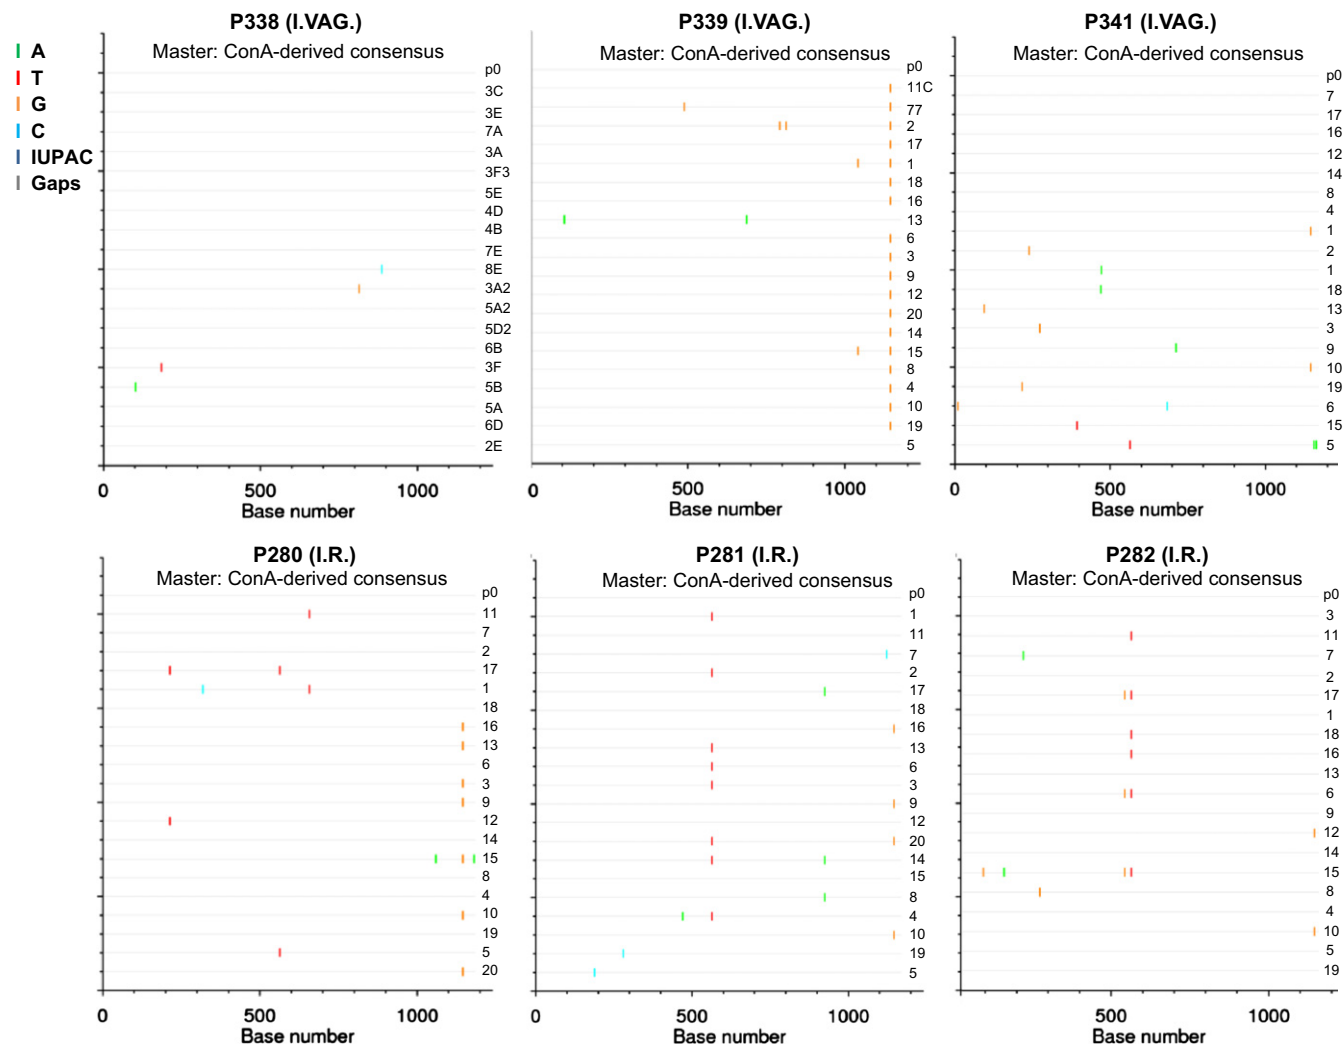 A
T
G
C
IUPAC
Gaps
P338 (I.VAG.)
Master: ConA-derived consensus
p0
3C
3E
7A
3A
3F3
5E
4D
4B
7E
8E
3A2
5A2
5D2
6B
3F
5B
5A
6D
2E
0
500
1000
Base number
P339 (I.VAG.)
Master: ConA-derived consensus
p0
11C
77
2
17
1
18
16
13
6
3
9
12
20
14
15
8
4
10
19
5
0
500
1000
Base number
P341 (I.VAG.)
Master: ConA-derived consensus
p0
7
17
16
12
14
8
4
1
2
1
18
13
3
9
10
19
6
15
5
0
500
1000
Base number
P280 (I.R.)
Master: ConA-derived consensus
p0
11
7
2
17
1
18
16
13
6
3
9
12
14
15
8
4
10
19
5
20
0
500
1000
Base number
P281 (I.R.)
Master: ConA-derived consensus
p0
1
11
7
2
17
18
16
13
6
3
9
12
20
14
15
8
4
10
19
5
0
500
1000
Base number
P282 (I.R.)
Master: ConA-derived consensus
p0
3
11
7
2
17
1
18
16
13
6
9
12
14
15
8
4
10
5
19
0
500
1000
Base number